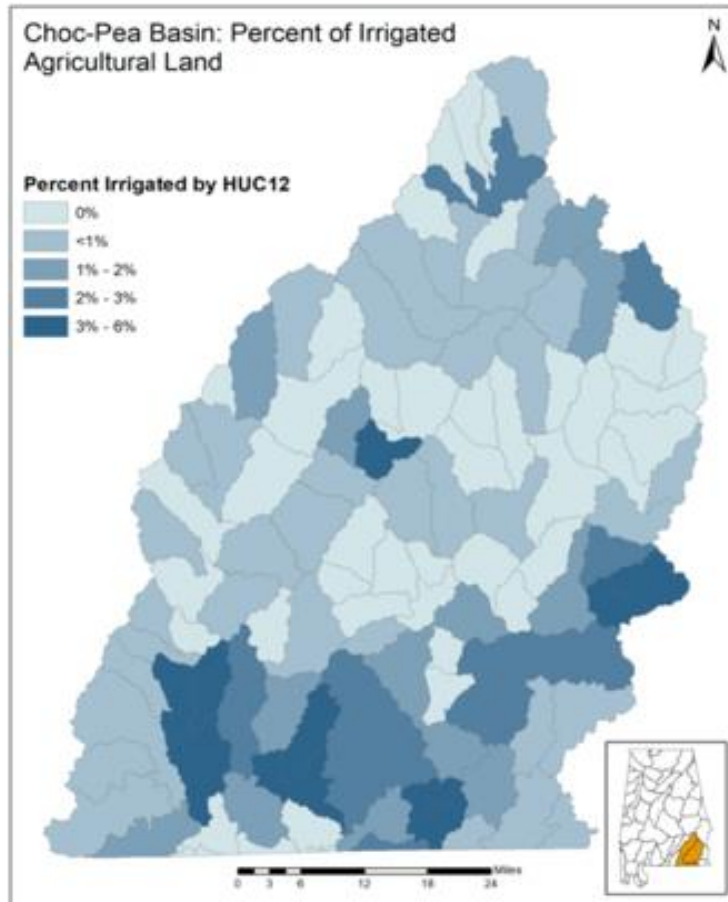 Choc-Pea Basin: Percent of Irrigated
Agricultural Land
N
Percent Irrigated by HUC12
0%
<1%
1% - 2%
2% - 3%
3% - 6%
Miles
0 3 6 12 18 24